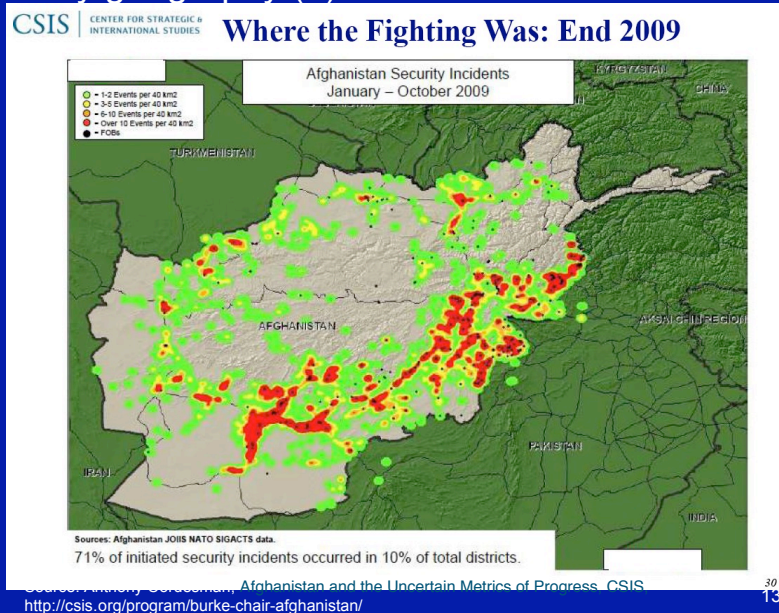 CSIS
CENTER FOR STRATEGIC &
INTERNATIONAL STUDIES
Where the Fighting Was: End 2009
Afghanistan Security Incidents
January – October 2009
= 1-2 Events per 40 km2
= 3-5 Events per 40 km2
= 6-10 Events per 40 km2
= Over 10 Events per 40 km2
= FOBs
KYRGYZSTAN
CHINA
TURKMENISTAN
AFGHANISTAN
AKSAI CHIN REGION
PAKISTAN
IRAN
INDIA
Sources: Afghanistan JOIIS NATO SIGACTS data.
71% of initiated security incidents occurred in 10% of total districts.
30
Afghanistan and the Uncertain Metrics of Progress, CSIS,
13
http://csis.org/program/burke-chair-afghanistan/